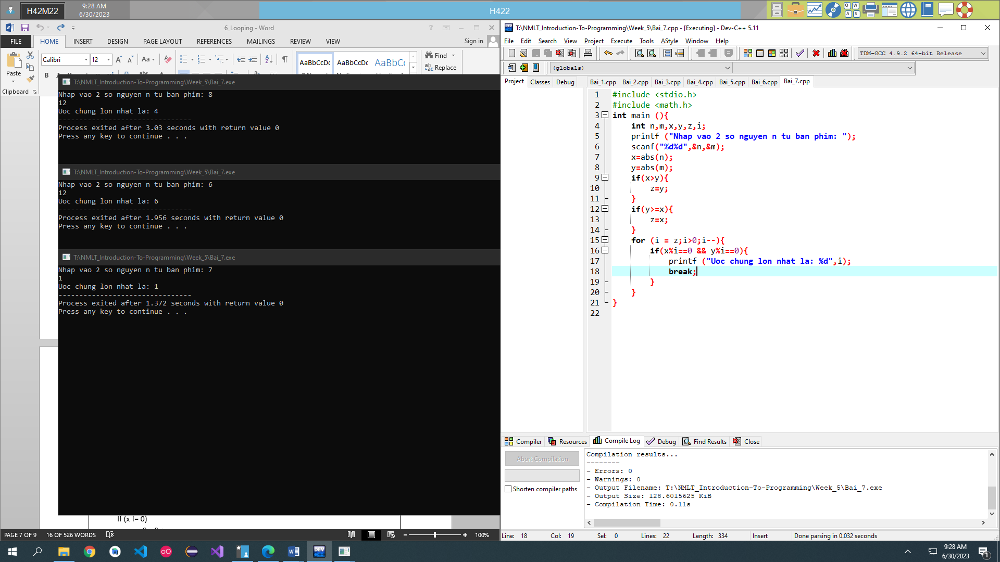 H42M22
9:28 AM
6/30/2023
H422
6_Looping - Word
FILE HOME INSERT DESIGN PAGE LAYOUT REFERENCES MAILINGS REVIEW VIEW Sign in
Calibri 12 Aa Find
Paste
AaBbCcDc AaBbCcDc AaBbCc Replace
B
Clipboard
T:\NMLT_Introduction-To-Programming\Week_5\Bai_7.exe
Nhap vao 2 so nguyen n tu ban phim: 8
12
Uoc chung lon nhat la: 4
--------------------------------
Process exited after 3.03 seconds with return value 0
Press any key to continue . . .
T:\NMLT_Introduction-To-Programming\Week_5\Bai_7.exe
Nhap vao 2 so nguyen n tu ban phim: 6
12
Uoc chung lon nhat la: 6
--------------------------------
Process exited after 1.956 seconds with return value 0
Press any key to continue . . .
T:\NMLT_Introduction-To-Programming\Week_5\Bai_7.exe
Nhap vao 2 so nguyen n tu ban phim: 7
1
Uoc chung lon nhat la: 1
--------------------------------
Process exited after 1.372 seconds with return value 0
Press any key to continue . . .
If (x != 0)
PAGE 7 OF 9 16 OF 526 WORDS 100%
T:\NMLT_Introduction-To-Programming\Week_5\Bai_7.cpp - [Executing] - Dev-C++ 5.11
File Edit Search View Project Execute Tools AStyle Window Help
TDM-GCC 4.9.2 64-bit Release
(globals)
Project Classes Debug
Bai_1.cpp Bai_2.cpp Bai_3.cpp Bai_4.cpp Bai_5.cpp Bai_6.cpp Bai_7.cpp
1 #include <stdio.h>
2 #include <math.h>
3 int main (){
4 int n,m,x,y,z,i;
5 printf ("Nhap vao 2 so nguyen n tu ban phim: ");
6 scanf("%d%d",&n,&m);
7 x=abs(n);
8 y=abs(m);
9 if(x>y){
10 z=y;
11 }
12 if(y>=x){
13 z=x;
14 }
15 for (i = z;i>0;i--){
16 if(x%i==0 && y%i==0){
17 printf ("Uoc chung lon nhat la: %d",i);
18 break;
19 }
20 }
21 }
22
Compiler Resources Compile Log Debug Find Results Close
Abort Compilation
Shorten compiler paths
Compilation results...
--------
- Errors: 0
- Warnings: 0
- Output Filename: T:\NMLT_Introduction-To-Programming\Week_5\Bai_7.exe
- Output Size: 128.6015625 KiB
- Compilation Time: 0.11s
Line: 18 Col: 19 Sel: 0 Lines: 22 Length: 334 Insert Done parsing in 0.032 seconds
9:28 AM
6/30/2023